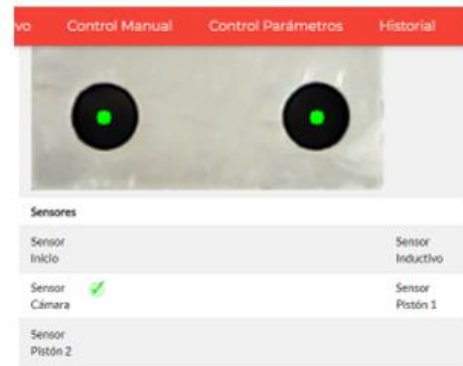 vo Control Manual Control Parámetros Historial
Sensores
Sensor Inicio
Sensor Inductivo
Sensor Cámara
Sensor Pistón 1
Sensor Pistón 2